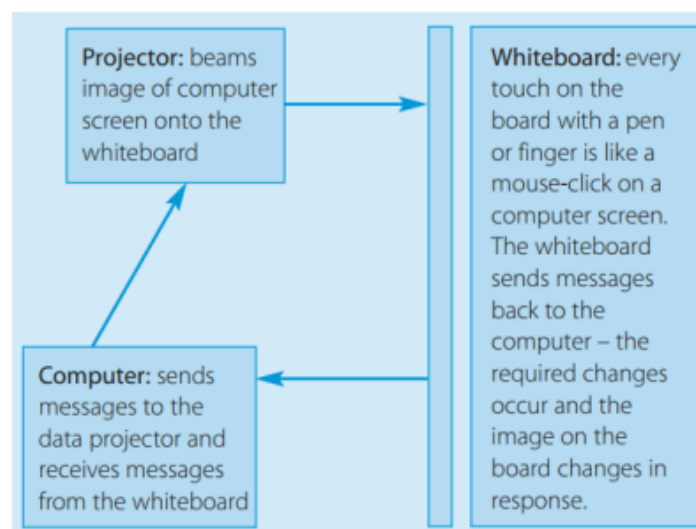 Projector: beams
image of computer
screen onto the
whiteboard
Whiteboard: every
touch on the
board with a pen
or finger is like a
mouse-click on a
computer screen.
The whiteboard
sends messages
back to the
computer – the
required changes
occur and the
image on the
board changes in
response.
Computer: sends
messages to the
data projector and
receives messages
from the whiteboard